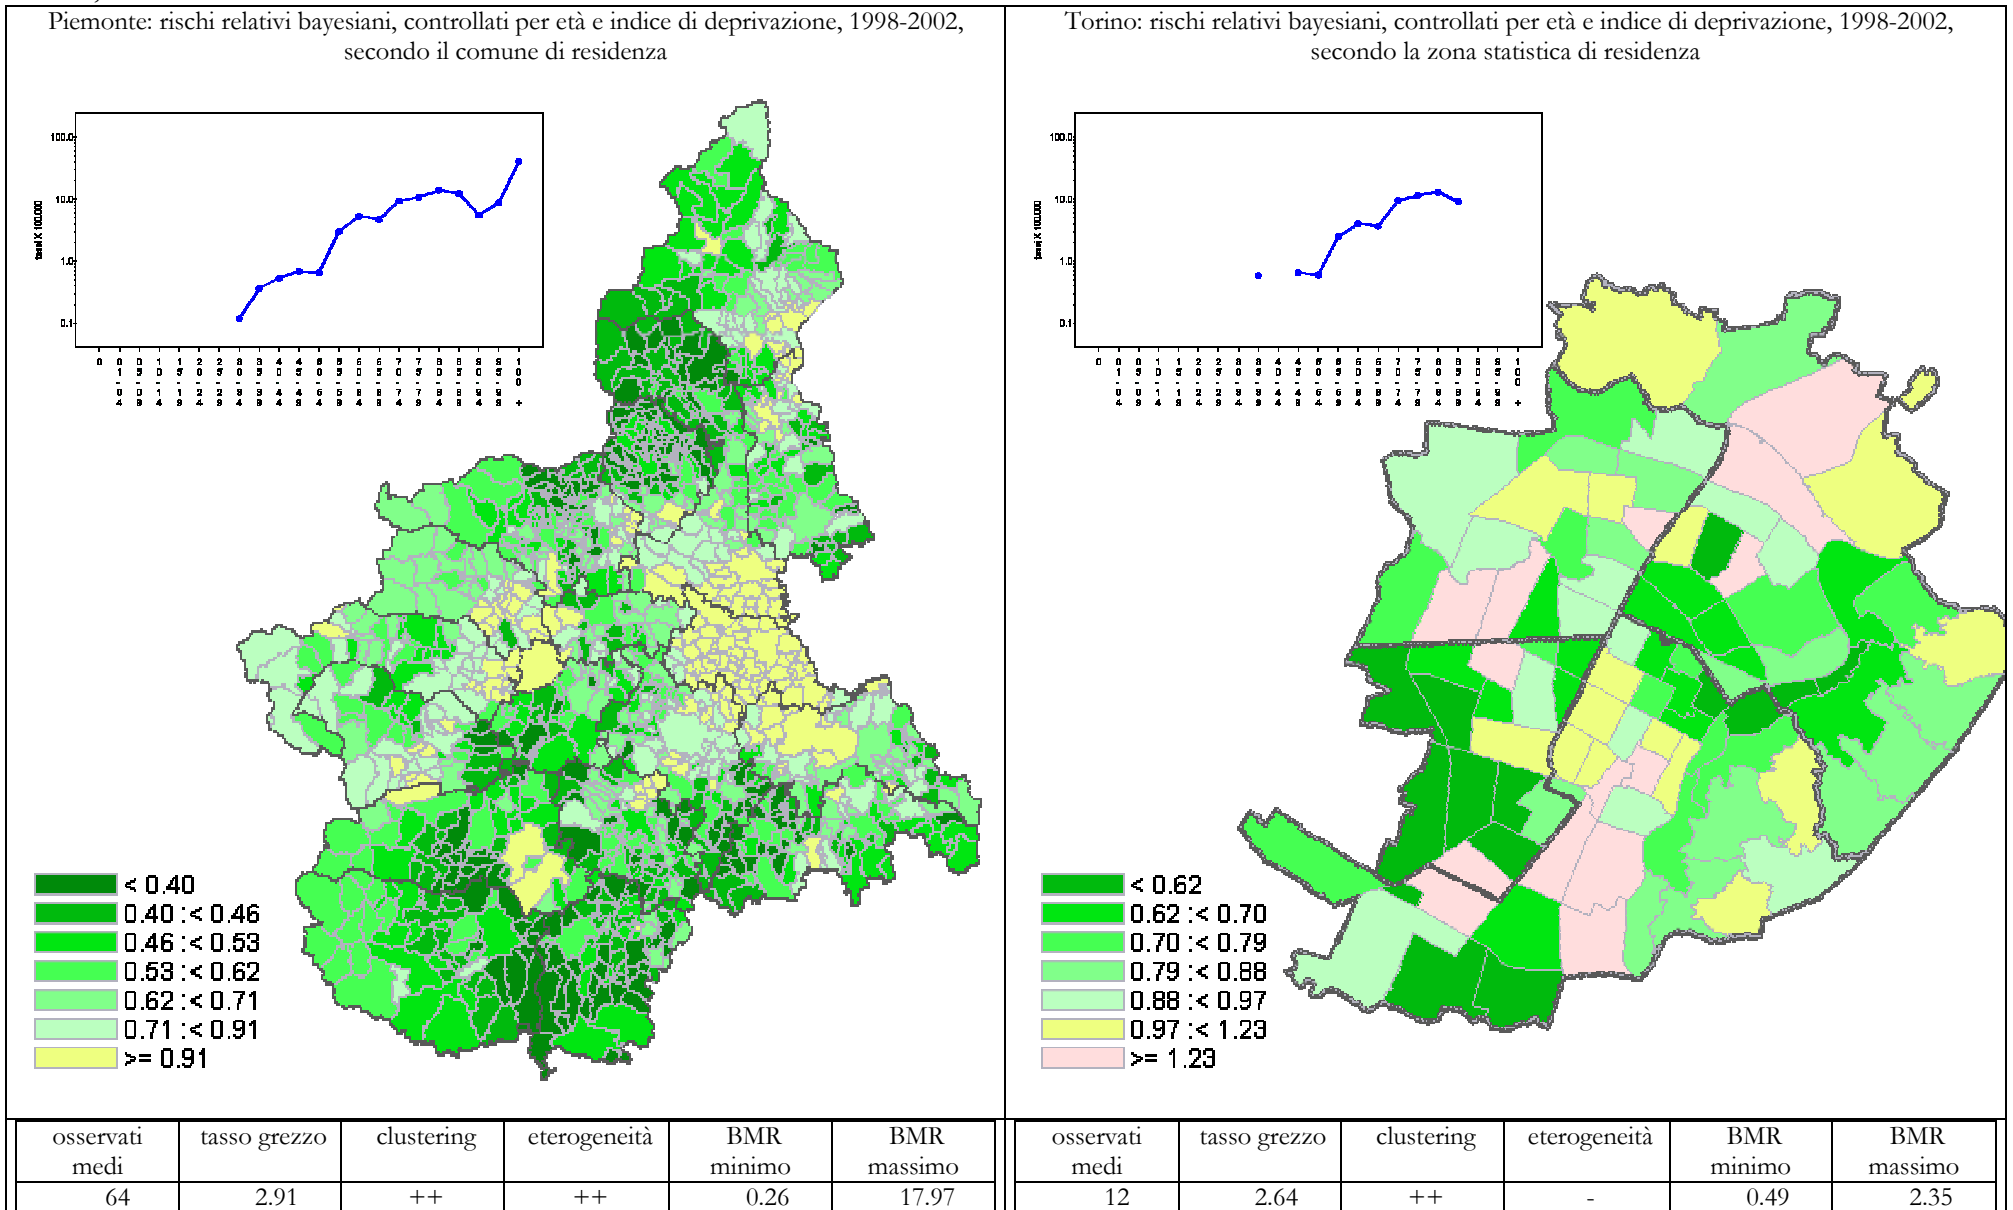 Piemonte: rischi relativi bayesiani, controllati per età e indice di deprivazione, 1998-2002,
secondo il comune di residenza
100.0
10.0
1.0
0.1
tassi X 100,000
< 0.40
0.40 :< 0.46
0.46 :< 0.53
0.53 :< 0.62
0.62 :< 0.71
0.71 :< 0.91
>= 0.91
osservati medi	tasso grezzo	clustering	eterogeneità	BMR minimo	BMR massimo
64	2.91	++	++	0.26	17.97
Torino: rischi relativi bayesiani, controllati per età e indice di deprivazione, 1998-2002,
secondo la zona statistica di residenza
100.0
10.0
1.0
0.1
tassi X 100,000
< 0.62
0.62 :< 0.70
0.70 :< 0.79
0.79 :< 0.88
0.88 :< 0.97
0.97 :< 1.23
>= 1.23
osservati medi	tasso grezzo	clustering	eterogeneità	BMR minimo	BMR massimo
12	2.64	++	-	0.49	2.35